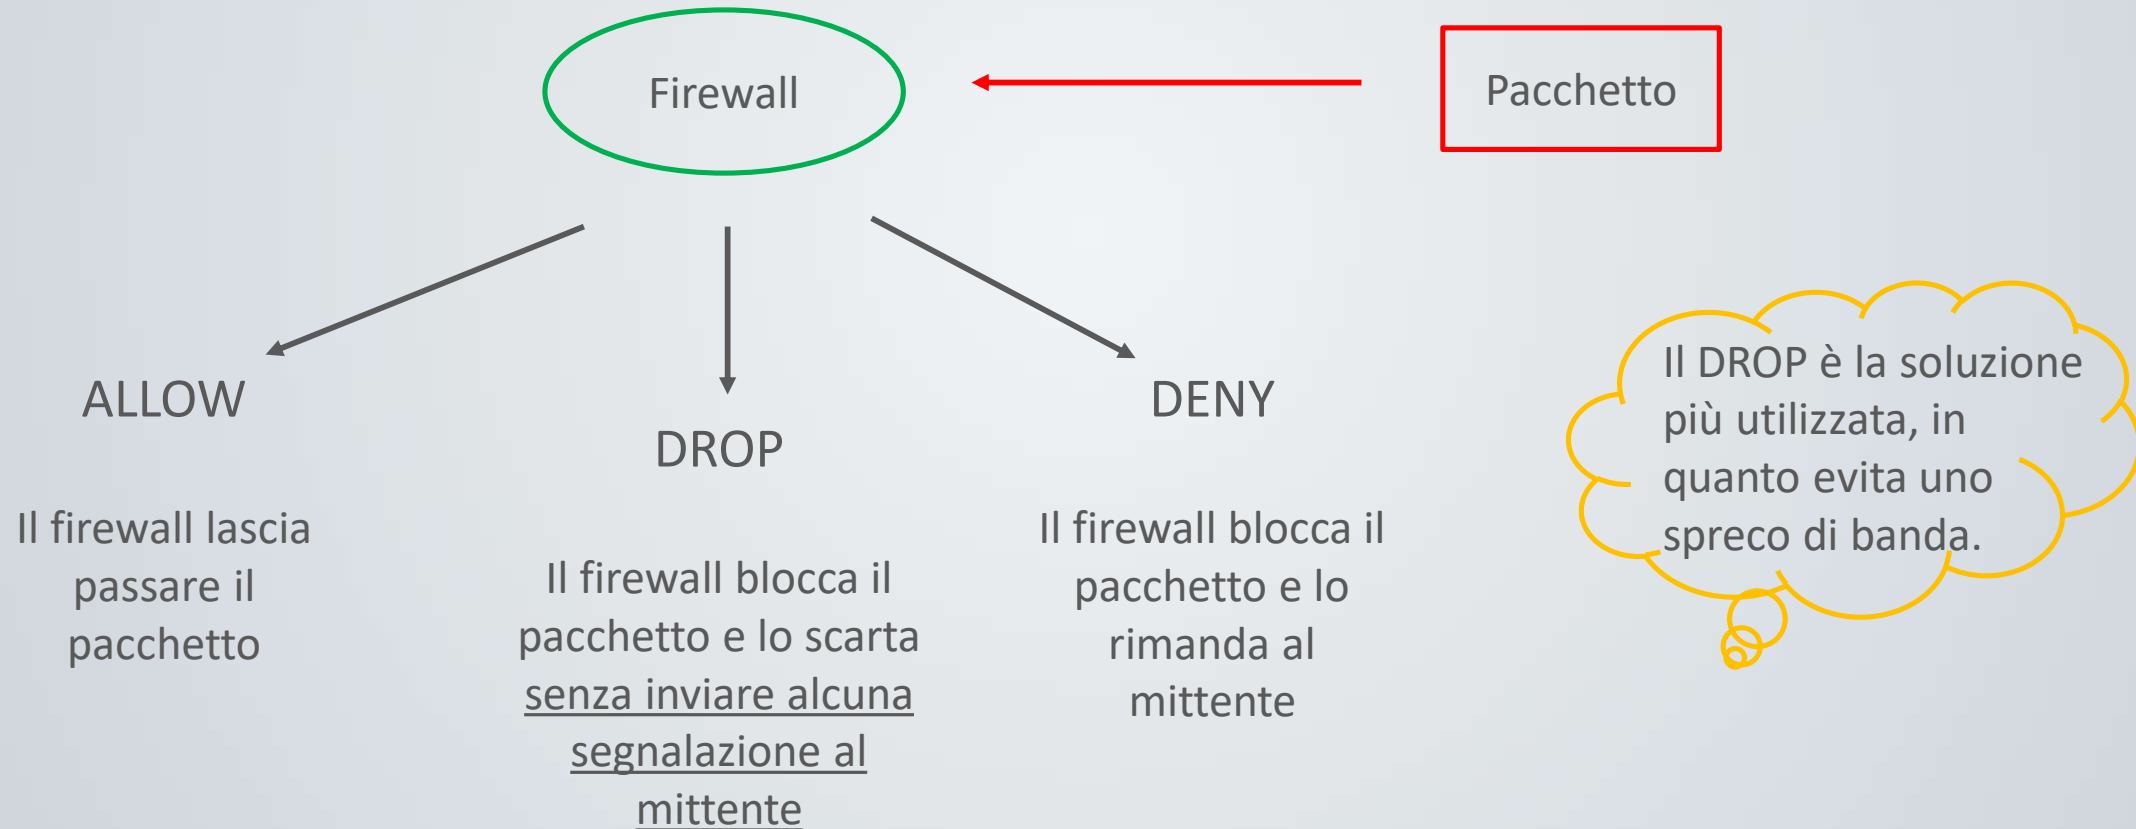 Firewall
Pacchetto
ALLOW
Il firewall lascia
passare il
pacchetto
DROP
Il firewall blocca il
pacchetto e lo scarta
senza inviare alcuna
segnalazione al
mittente
DENY
Il firewall blocca il
pacchetto e lo
rimanda al
mittente
Il DROP è la soluzione
più utilizzata, in
quanto evita uno
spreco di banda.